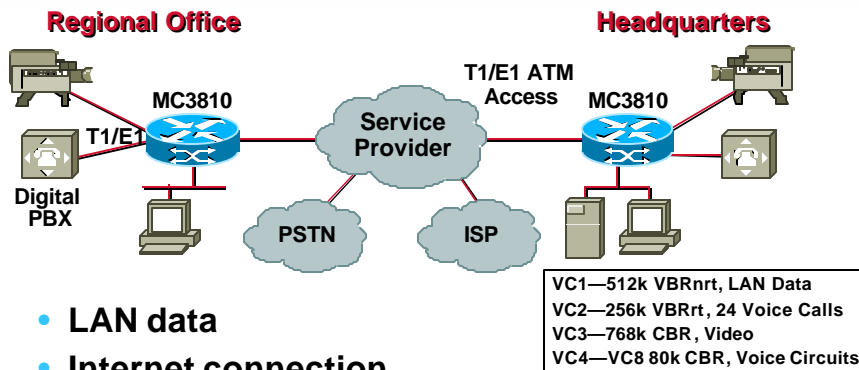 Regional Office
Headquarters
T1/E1 ATM
Access
MC3810
MC3810
Service
Provider
T1/E1
Digital
PBX
PSTN
ISP
VC1—512k VBRnrt, LAN Data
VC2—256k VBRrt, 24 Voice Calls
VC3—768k CBR, Video
VC4—VC8 80k CBR, Voice Circuits
• LAN data
• Internet connection